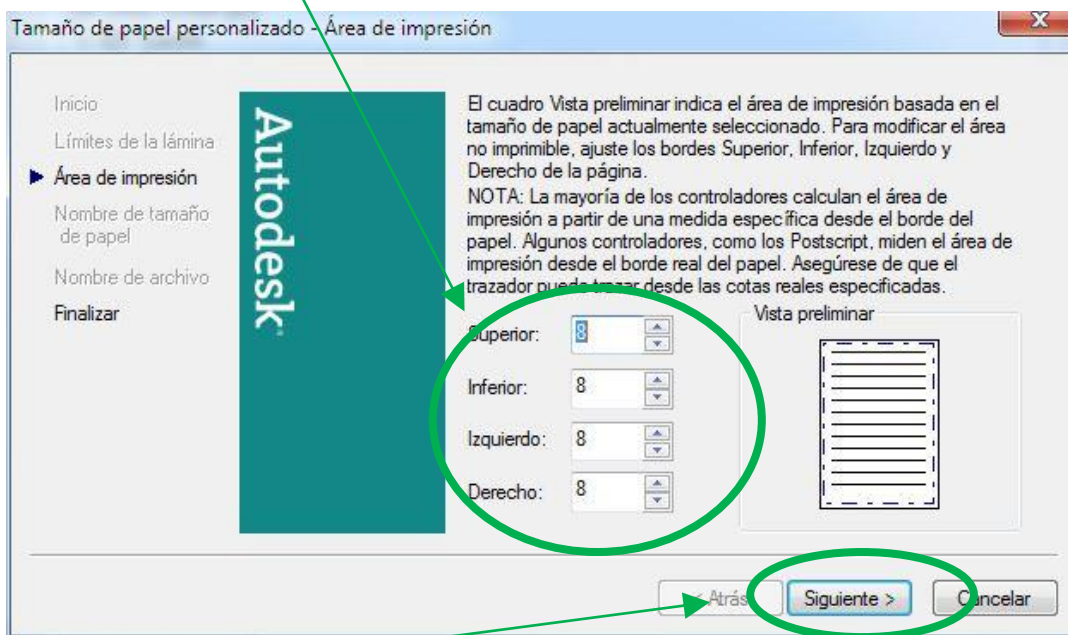 Tamaño de papel personalizado - Área de impresión
Inicio
Límites de la lámina
Área de impresión
Nombre de tamaño
de papel
Nombre de archivo
Finalizar
Autodesk
El cuadro Vista preliminar indica el área de impresión basada en el
tamaño de papel actualmente seleccionado. Para modificar el área
no imprimible, ajuste los bordes Superior, Inferior, Izquierdo y
Derecho de la página.
NOTA: La mayoría de los controladores calculan el área de
impresión a partir de una medida específica desde el borde del
papel. Algunos controladores, como los Postscript, miden el área de
impresión desde el borde real del papel. Asegúrese de que el
trazador pueda trazar desde las cotas reales especificadas.
Superior: 8
Inferior: 8
Izquierdo: 8
Derecho: 8
Vista preliminar
< Atrás
Siguiente >
Cancelar